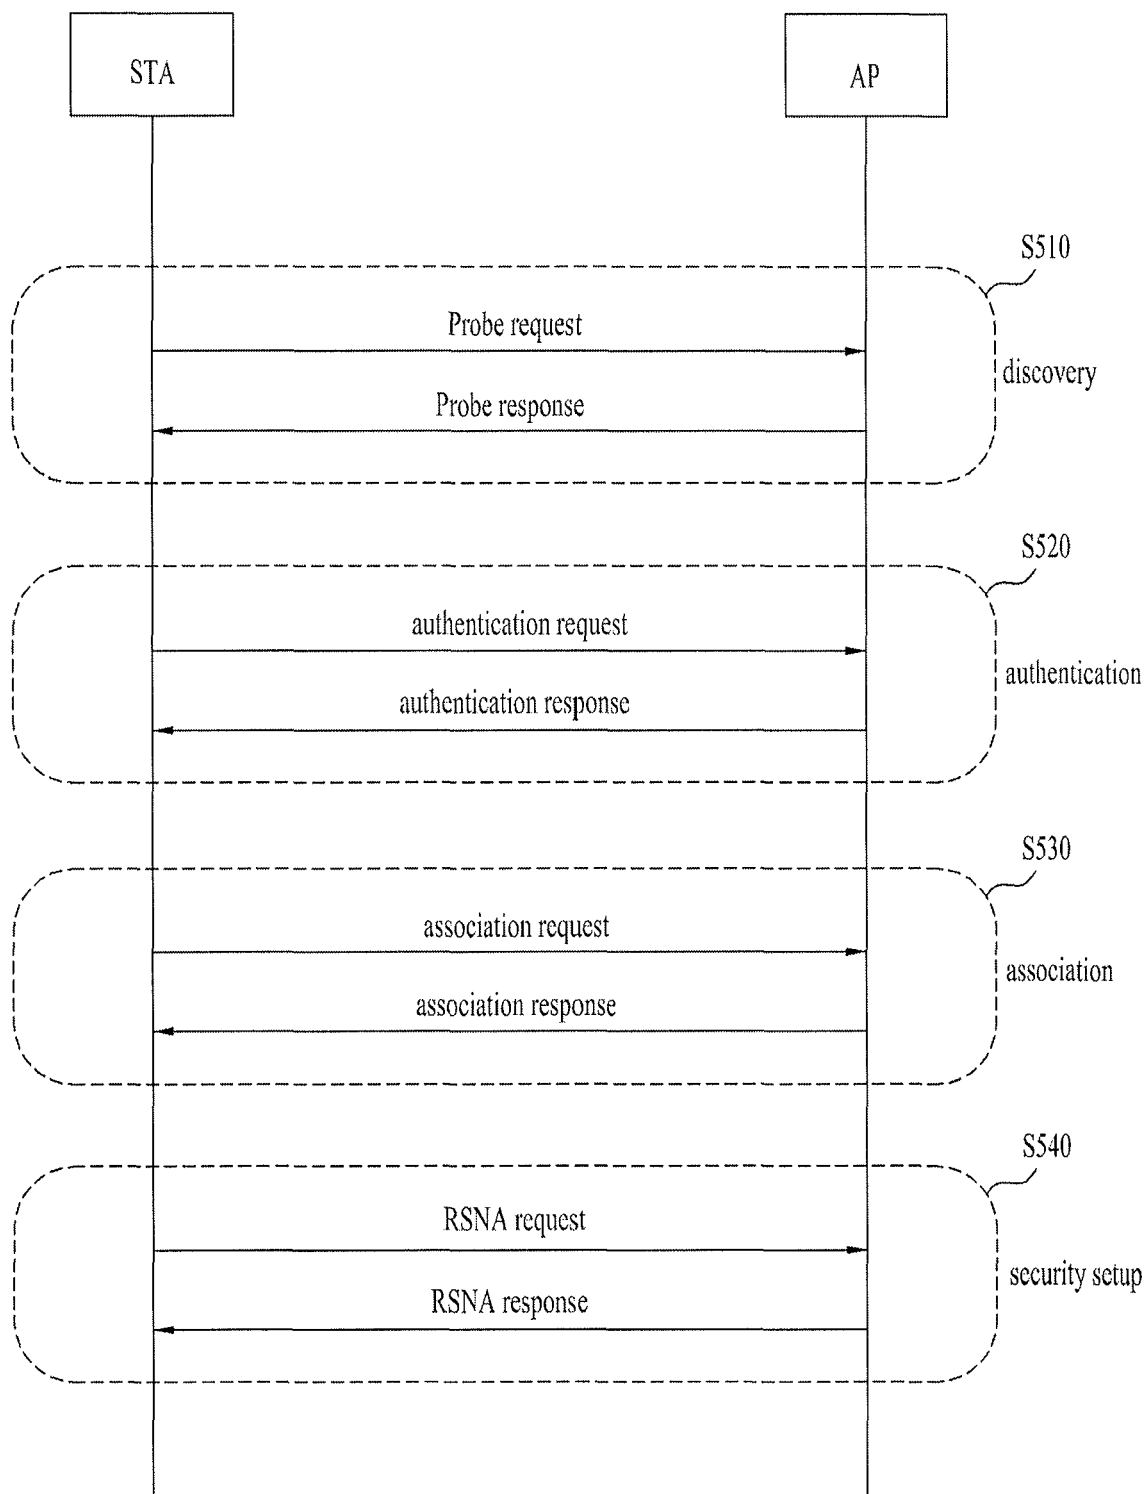 STA
AP
S510
Probe request
discovery
Probe response
S520
authentication request
authentication
authentication response
S530
association request
association
association response
S540
RSNA request
security setup
RSNA response